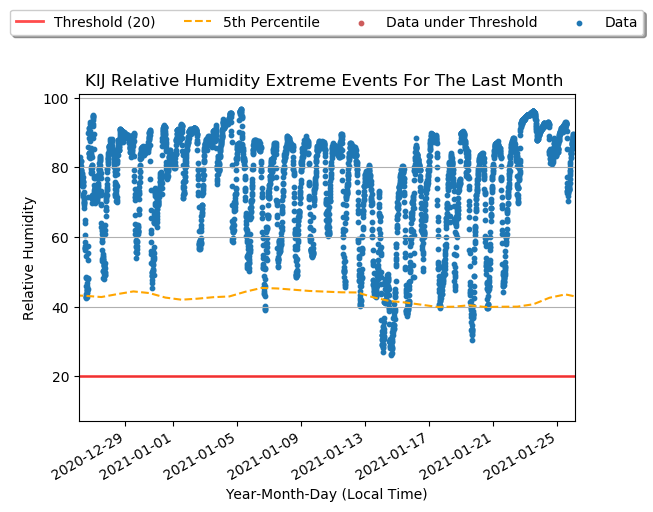 Threshold (20) 5th Percentile Data under Threshold Data
KIJ Relative Humidity Extreme Events For The Last Month
100
80
60
40
20
Relative Humidity
2020-12-29 2021-01-01 2021-01-05 2021-01-09 2021-01-13 2021-01-17 2021-01-21 2021-01-25
Year-Month-Day (Local Time)